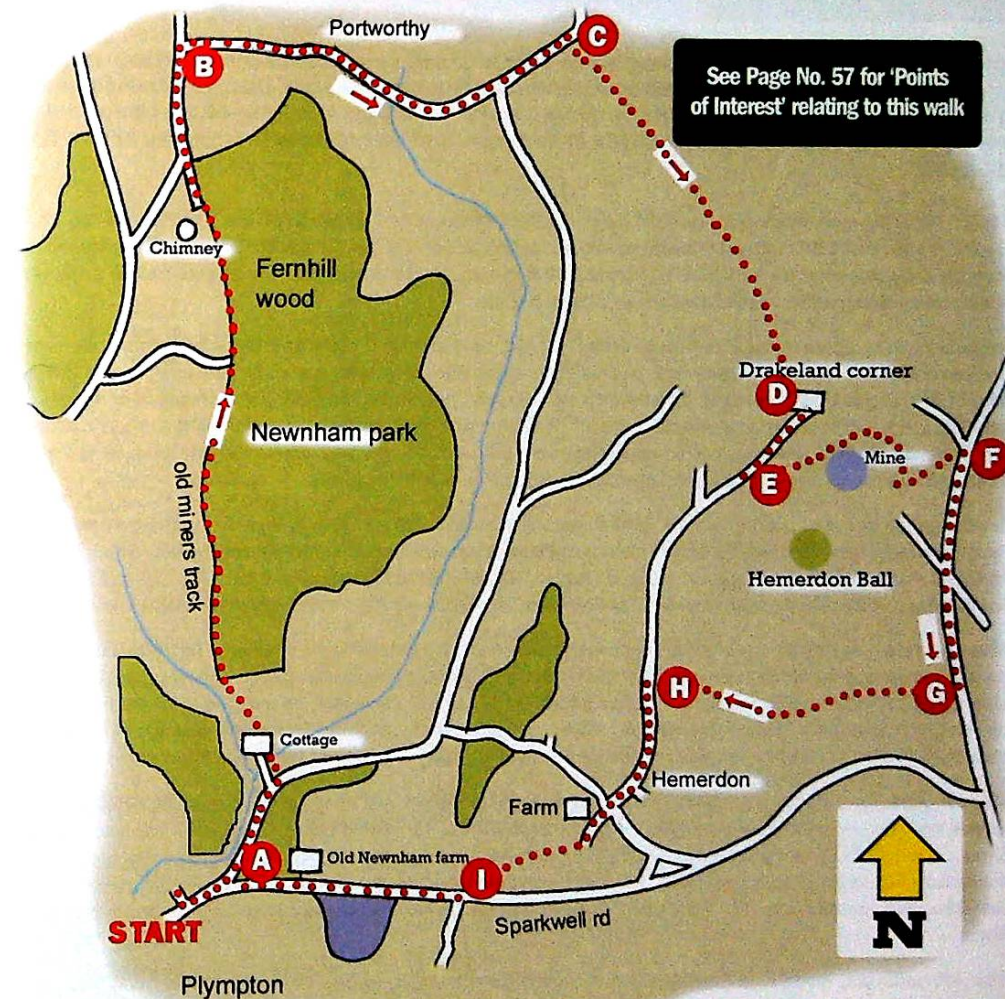 Portworthy
C
B
See Page No. 57 for 'Points
of Interest' relating to this walk
Chimney
Fernhill
wood
Drakeland corner
D
Newnham park
Mine
F
E
old miners track
Hemerdon Ball
H
G
Cottage
Hemerdon
Farm
A
Old Newnham farm
I
START
Sparkwell rd
N
Plympton